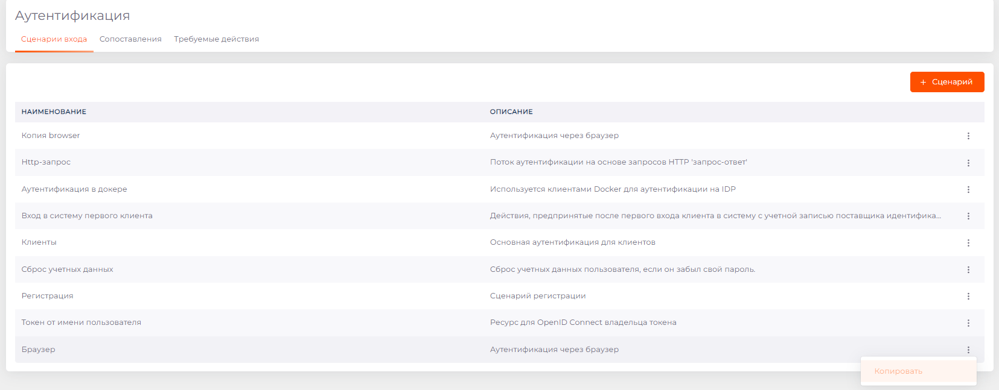 Аутентификация
Сценарии входа Сопоставления Требуемые действия
+ Сценарий
НАИМЕНОВАНИЕ ОПИСАНИЕ
Копия browser Аутентификация через браузер
Http-запрос Поток аутентификации на основе запросов HTTP 'запрос-ответ'
Аутентификация в докере Используется клиентами Docker для аутентификации на IDP
Вход в систему первого клиента Действия, предпринятые после первого входа клиента в систему с учетной записью поставщика идентифика...
Клиенты Основная аутентификация для клиентов
Сброс учетных данных Сброс учетных данных пользователя, если он забыл свой пароль.
Регистрация Сценарий регистрации
Токен от имени пользователя Ресурс для OpenID Connect владельца токена
Браузер Аутентификация через браузер
Копировать